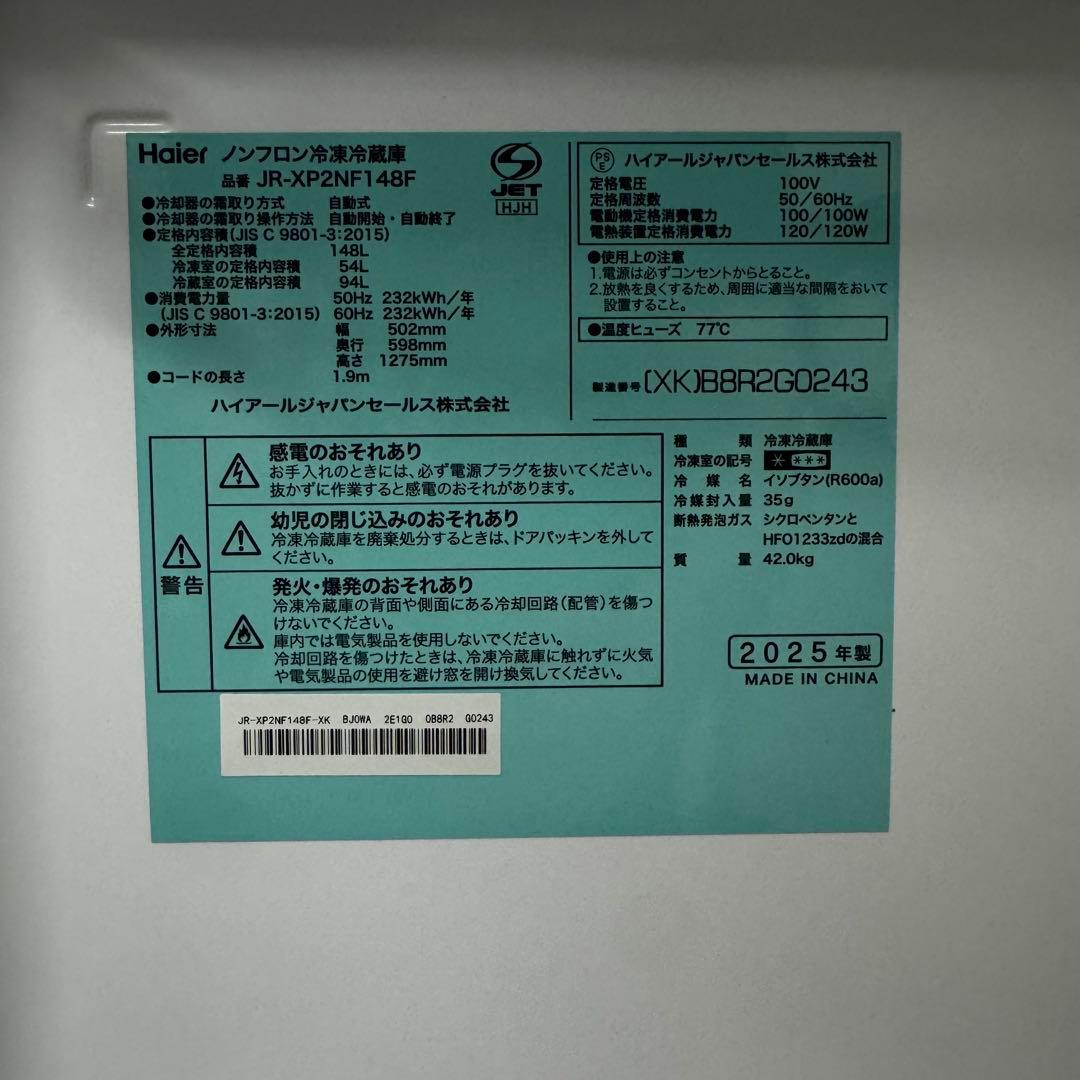 Haier ノンフロン冷凍冷蔵庫
品番 JR-XP2NF148F
●冷却器の霜取り方式 自動式
●冷却器の霜取り操作方法 自動開始・自動終了
●定格内容積(JIS C 9801-3:2015)
全定格内容積 148L
冷凍室の定格内容積 54L
冷蔵室の定格内容積 94L
●消費電力量 50Hz 232kWh/年
(JIS C 9801-3:2015) 60Hz 232kWh/年
●外形寸法 幅 502mm
奥行 598mm
高さ 1275mm
●コードの長さ 1.9m
ハイアールジャパンセールス株式会社
JET
HJH
PSE ハイアールジャパンセールス株式会社
定格電圧 100V
定格周波数 50/60Hz
電動機定格消費電力 100/100W
電熱装置定格消費電力 120/120W
●使用上の注意
1.電源は必ずコンセントからとること。
2.放熱を良くするため、周囲に適当な間隔をおいて
設置すること。
●温度ヒューズ 77℃
製造番号 (XK)B8R2G0243
警告
感電のおそれあり
お手入れのときには、必ず電源プラグを抜いてください。
抜かずに作業すると感電のおそれがあります。
幼児の閉じ込みのおそれあり
冷凍冷蔵庫を廃棄処分するときは、ドアパッキンを外して
ください。
発火・爆発のおそれあり
冷凍冷蔵庫の背面や側面にある冷却回路(配管)を傷つ
けないでください。
庫内では電気製品を使用しないでください。
冷却回路を傷つけたときは、冷凍冷蔵庫に触れずに火気
や電気製品の使用を避け窓を開け換気してください。
種類 冷凍冷蔵庫
冷凍室の記号 * ***
冷媒名 イソブタン(R600a)
冷媒封入量 35g
断熱発泡ガス シクロペンタンと
HFO1233zdの混合
質量 42.0kg
2025年製
MADE IN CHINA
JR-XP2NF148F-XK BJ0WA 2E1G0 0B8R2 G0243